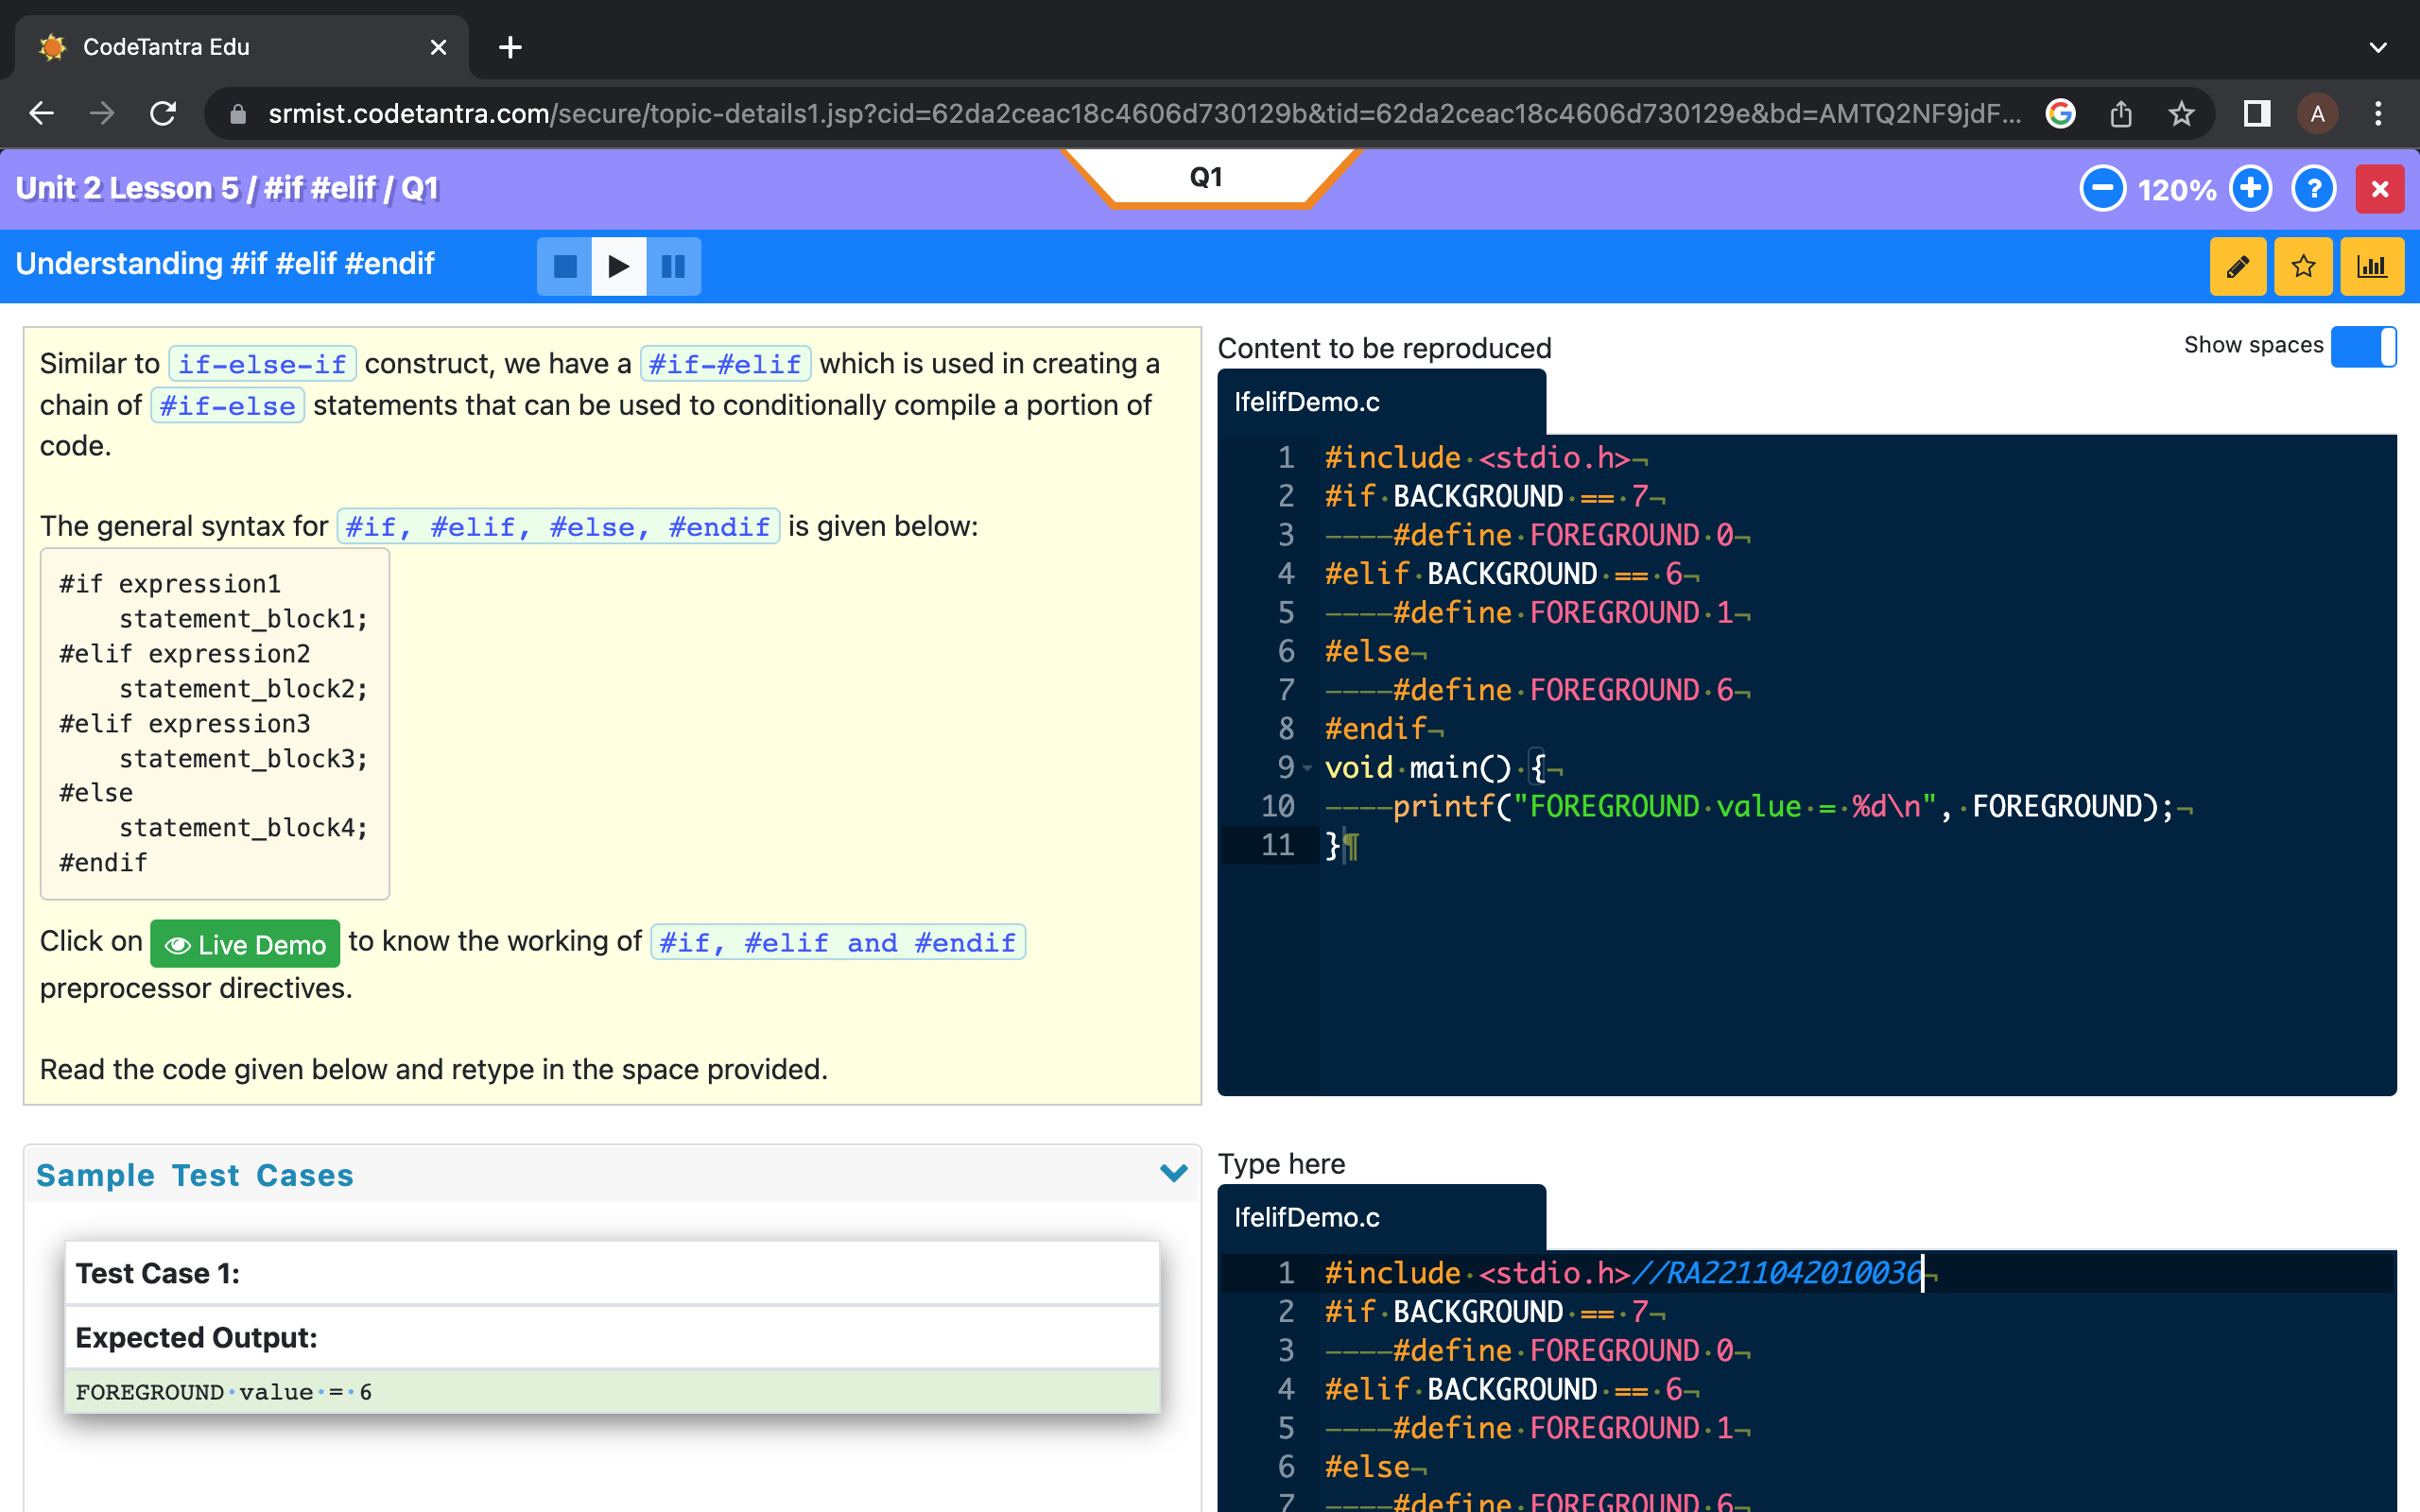 CodeTantra Edu
srmist.codetantra.com/secure/topic-details1.jsp?cid=62da2ceac18c4606d730129b&tid=62da2ceac18c4606d730129e&bd=AMTQ2NF9jdF...
A
Unit 2 Lesson 5 / #if #elif / Q1
Q1
120%
?
Understanding #if #elif #endif
Similar to if-else-if construct, we have a #if-#elif which is used in creating a
chain of #if-else statements that can be used to conditionally compile a portion of
code.
The general syntax for #if, #elif, #else, #endif is given below:
#if expression1
    statement_block1;
#elif expression2
    statement_block2;
#elif expression3
    statement_block3;
#else
    statement_block4;
#endif
Click on Live Demo to know the working of #if, #elif and #endif
preprocessor directives.
Read the code given below and retype in the space provided.
Sample Test Cases
Test Case 1:
Expected Output:
FOREGROUND·value·=·6
Content to be reproduced
Show spaces
IfelifDemo.c
1 #include·<stdio.h>¬
2 #if·BACKGROUND·==·7¬
3 ————#define·FOREGROUND·0¬
4 #elif·BACKGROUND·==·6¬
5 ————#define·FOREGROUND·1¬
6 #else¬
7 ————#define·FOREGROUND·6¬
8 #endif¬
9 void·main()·{¬
10 ————printf("FOREGROUND·value·=·%d\n",·FOREGROUND);¬
11 }¶
Type here
IfelifDemo.c
1 #include·<stdio.h>//RA2211042010036¬
2 #if·BACKGROUND·==·7¬
3 ————#define·FOREGROUND·0¬
4 #elif·BACKGROUND·==·6¬
5 ————#define·FOREGROUND·1¬
6 #else¬
7 ————#define·FOREGROUND·6¬